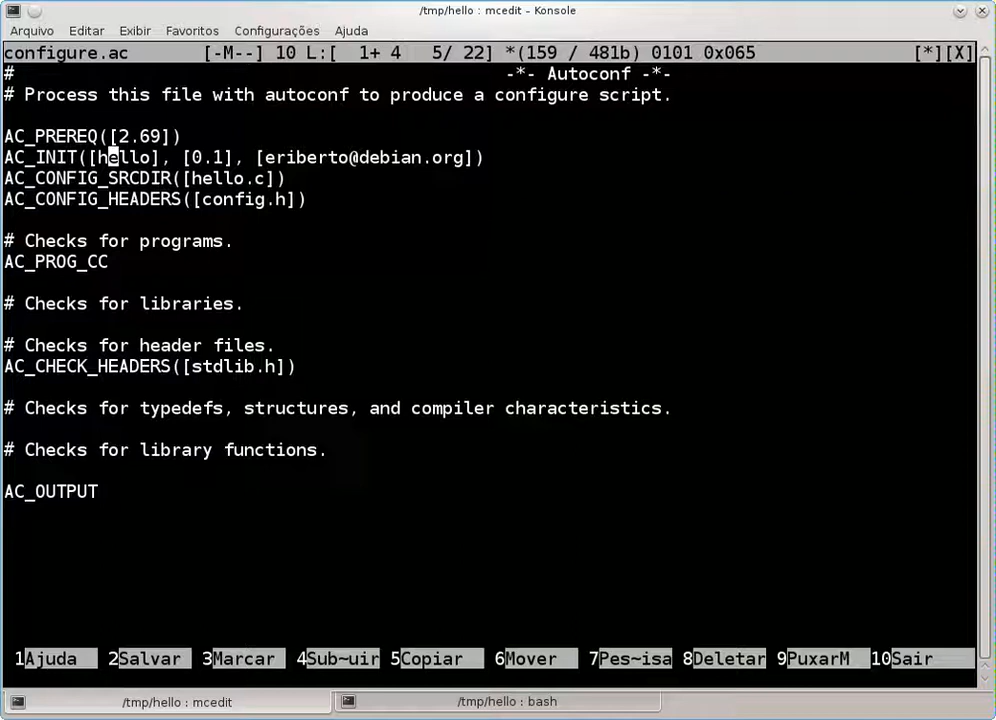 /tmp/hello : mcedit - Konsole
Arquivo Editar Exibir Favoritos Configurações Ajuda
configure.ac [-M--] 10 L:[ 1+ 4 5/ 22] *(159 / 481b) 0101 0x065 [*][X]
# -*- Autoconf -*-
# Process this file with autoconf to produce a configure script.
AC_PREREQ([2.69])
AC_INIT([hello], [0.1], [eriberto@debian.org])
AC_CONFIG_SRCDIR([hello.c])
AC_CONFIG_HEADERS([config.h])
# Checks for programs.
AC_PROG_CC
# Checks for libraries.
# Checks for header files.
AC_CHECK_HEADERS([stdlib.h])
# Checks for typedefs, structures, and compiler characteristics.
# Checks for library functions.
AC_OUTPUT
1Ajuda 2Salvar 3Marcar 4Sub~uir 5Copiar 6Mover 7Pes~isa 8Deletar 9PuxarM 10Sair
/tmp/hello : mcedit /tmp/hello : bash